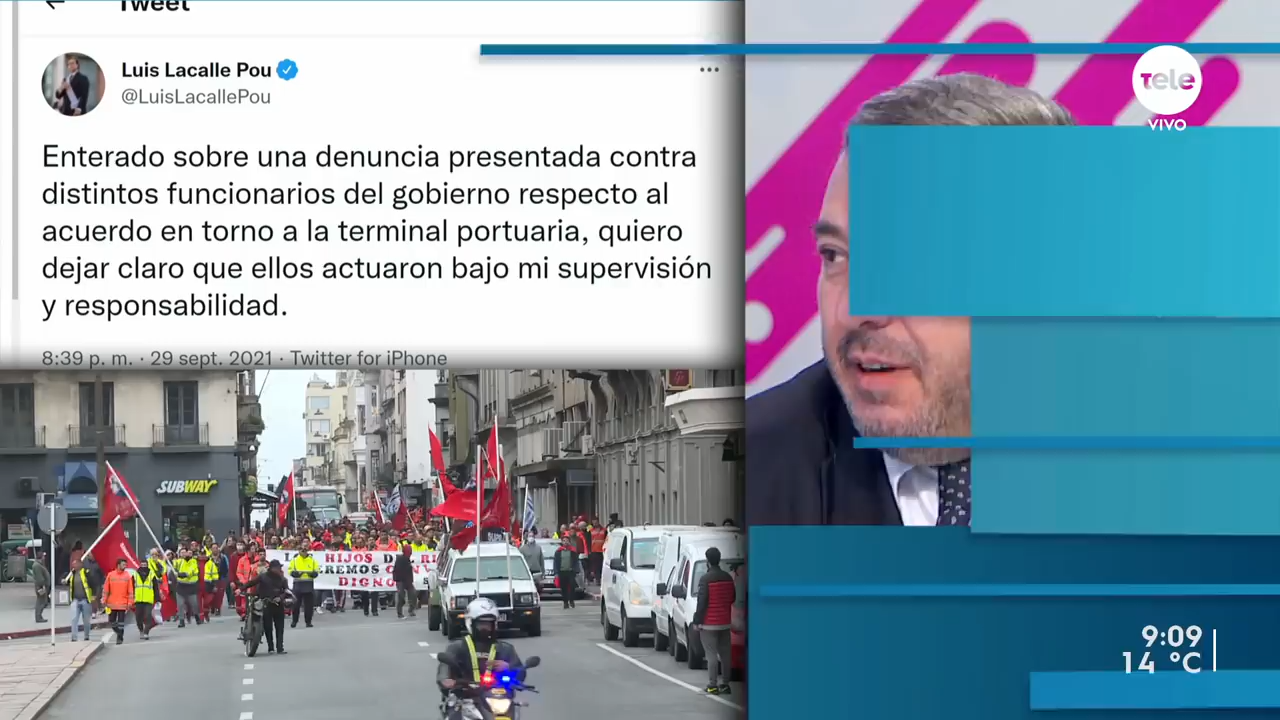 Tweet
Luis Lacalle Pou
@LuisLacallePou
Enterado sobre una denuncia presentada contra
distintos funcionarios del gobierno respecto al
acuerdo en torno a la terminal portuaria, quiero
dejar claro que ellos actuaron bajo mi supervisión
y responsabilidad.
8:39 p. m. · 29 sept. 2021 · Twitter for iPhone
tele
VIVO
SUBWAY
HIJOS
DIGNO
9:09
14 °C